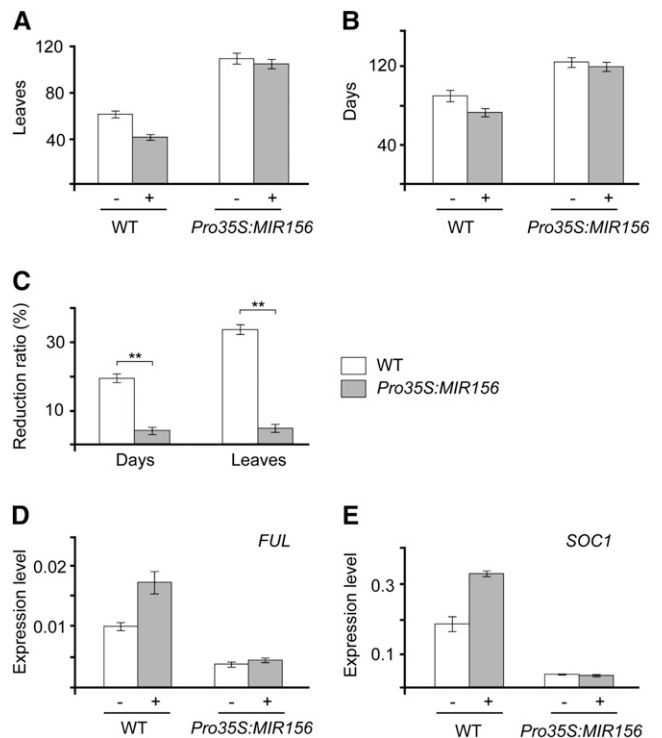 A
Leaves
120
80
40
- + - +
WT Pro35S:MIR156
B
Days
120
40
- + - +
WT Pro35S:MIR156
C
Reduction ratio (%)
30
10
** **
Days Leaves
WT
Pro35S:MIR156
D
FUL
Expression level
0.02
0.01
- + - +
WT Pro35S:MIR156
E
SOC1
Expression level
0.3
0.1
- + - +
WT Pro35S:MIR156